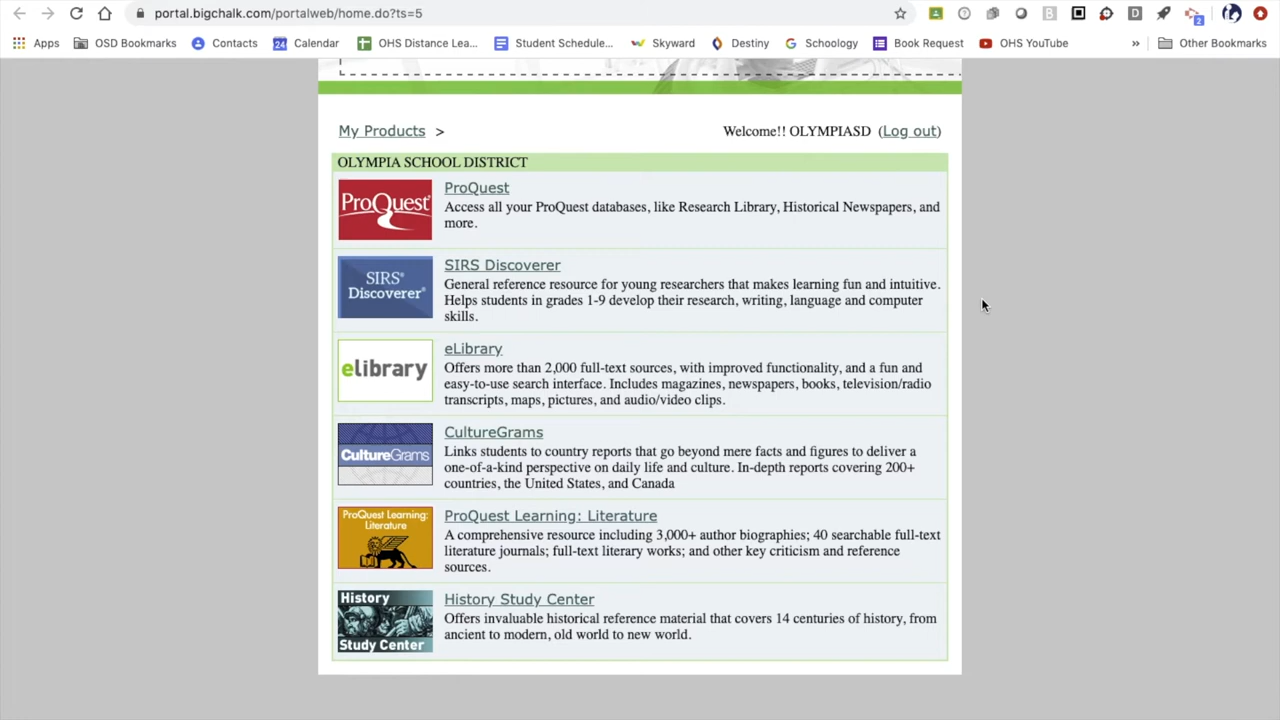 portal.bigchalk.com/portalweb/home.do?ts=5
Apps OSD Bookmarks Contacts 24 Calendar OHS Distance Lea... Student Schedule... Skyward Destiny Schoology Book Request OHS YouTube » Other Bookmarks
My Products > Welcome!! OLYMPIASD (Log out)
OLYMPIA SCHOOL DISTRICT
ProQuest
ProQuest
Access all your ProQuest databases, like Research Library, Historical Newspapers, and
more.
SIRS®
Discoverer®
SIRS Discoverer
General reference resource for young researchers that makes learning fun and intuitive.
Helps students in grades 1-9 develop their research, writing, language and computer
skills.
elibrary
eLibrary
Offers more than 2,000 full-text sources, with improved functionality, and a fun and
easy-to-use search interface. Includes magazines, newspapers, books, television/radio
transcripts, maps, pictures, and audio/video clips.
CultureGrams
CultureGrams
Links students to country reports that go beyond mere facts and figures to deliver a
one-of-a-kind perspective on daily life and culture. In-depth reports covering 200+
countries, the United States, and Canada
ProQuest Learning:
Literature
ProQuest Learning: Literature
A comprehensive resource including 3,000+ author biographies; 40 searchable full-text
literature journals; full-text literary works; and other key criticism and reference
sources.
History
Study Center
History Study Center
Offers invaluable historical reference material that covers 14 centuries of history, from
ancient to modern, old world to new world.